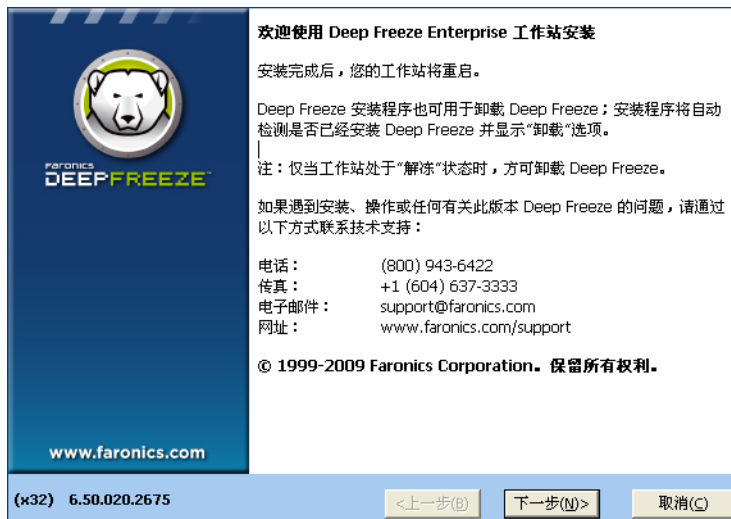 欢迎使用 Deep Freeze Enterprise 工作站安装
安装完成后，您的工作站将重启。
Deep Freeze 安装程序也可用于卸载 Deep Freeze；安装程序将自动
检测是否已经安装 Deep Freeze 并显示“卸载”选项。
注：仅当工作站处于“解冻”状态时，方可卸载 Deep Freeze。
如果遇到安装、操作或任何有关此版本 Deep Freeze 的问题，请通过
以下方式联系技术支持：
电话： (800) 943-6422
传真： +1 (604) 637-3333
电子邮件： support@faronics.com
网址： www.faronics.com/support
© 1999-2009 Faronics Corporation。保留所有权利。
FARONICS
DEEPFREEZE
www.faronics.com
(x32) 6.50.020.2675
<上一步(B) 下一步(N)> 取消(C)